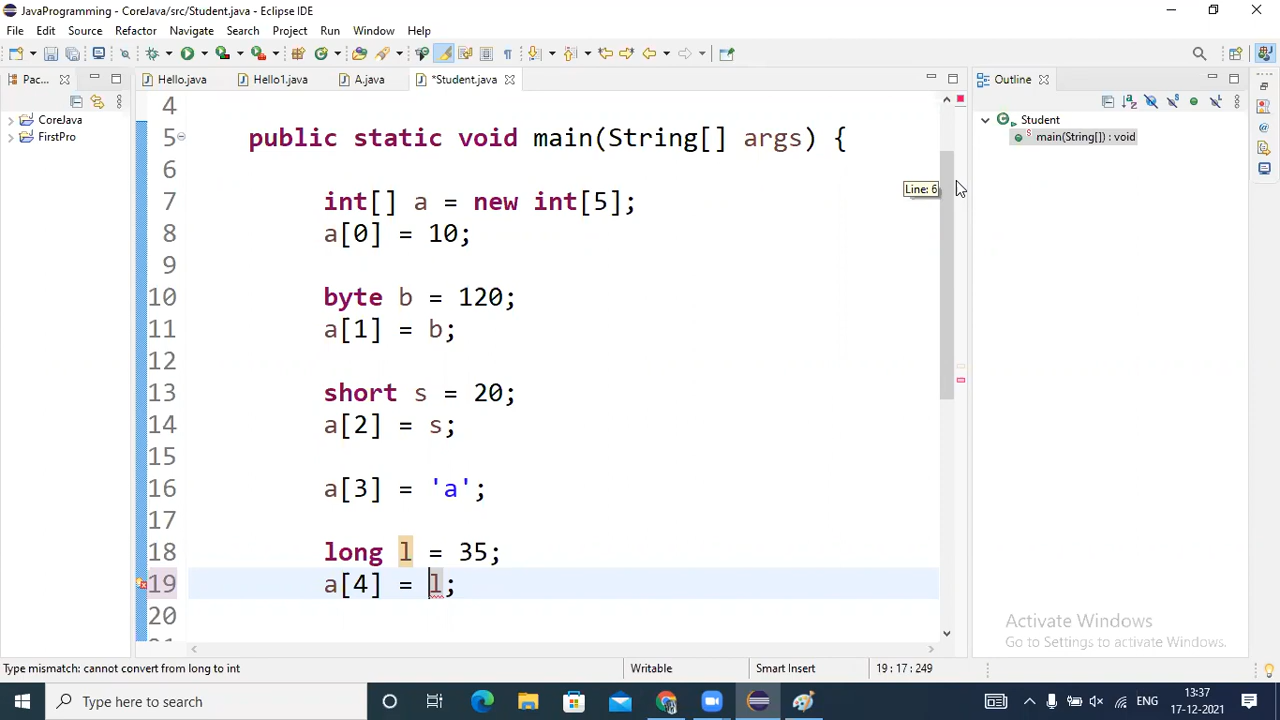 JavaProgramming - CoreJava/src/Student.java - Eclipse IDE
File Edit Source Refactor Navigate Search Project Run Window Help
Pac...
Hello.java
Hello1.java
A.java
*Student.java
Outline
CoreJava
FirstPro
Student
main(String[]) : void
4
5 public static void main(String[] args) {
6
Line: 6
7 int[] a = new int[5];
8 a[0] = 10;
9
10 byte b = 120;
11 a[1] = b;
12
13 short s = 20;
14 a[2] = s;
15
16 a[3] = 'a';
17
18 long l = 35;
19 a[4] = l;
20
Activate Windows
Go to Settings to activate Windows.
Type mismatch: cannot convert from long to int
Writable
Smart Insert
19 : 17 : 249
Type here to search
ENG
13:37
17-12-2021